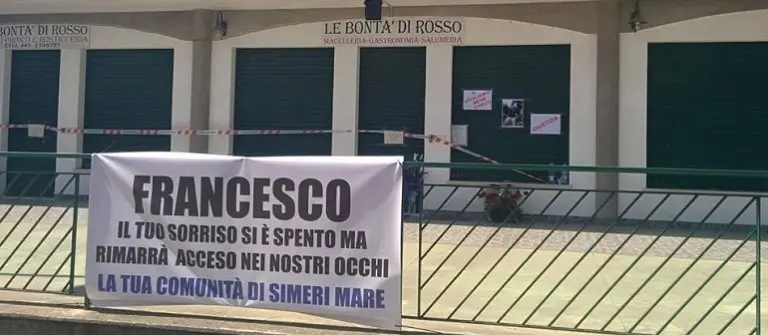 BONTA' DI ROSSO
LE BONTA' DI ROSSO
MACELLERIA-GASTRONOMIA-SALUMERIA
GIUSTIZIA
FRANCESCO
IL TUO SORRISO SI È SPENTO MA
RIMARRÀ ACCESO NEI NOSTRI OCCHI
LA TUA COMUNITÀ DI SIMERI MARE